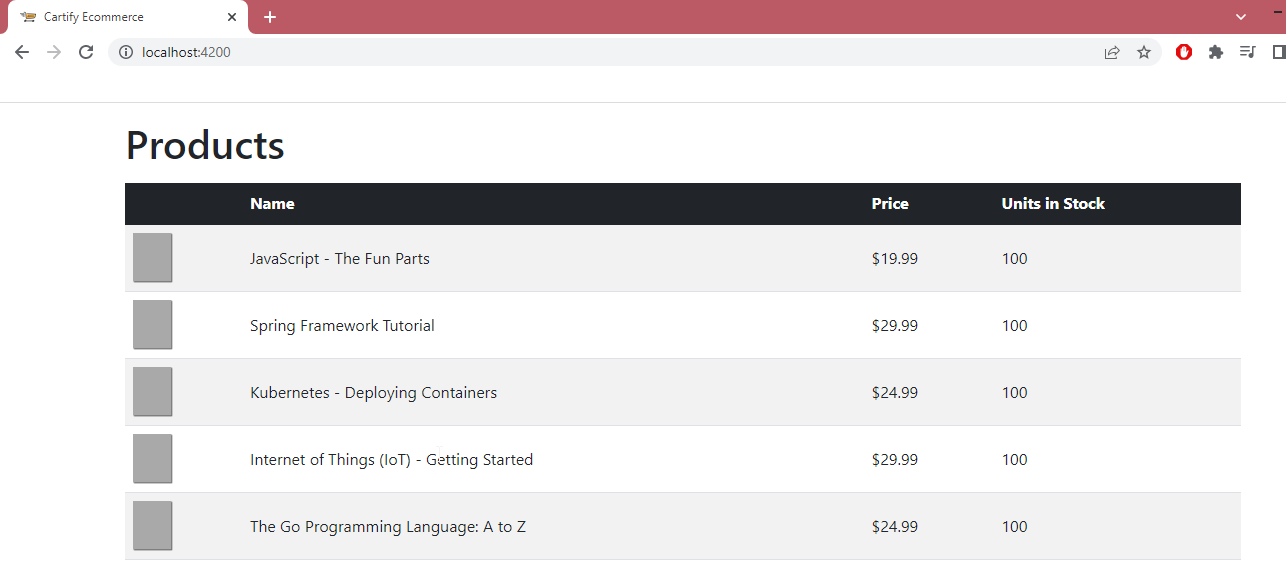 Cartify Ecommerce
localhost:4200
Products
Name Price Units in Stock
JavaScript - The Fun Parts $19.99 100
Spring Framework Tutorial $29.99 100
Kubernetes - Deploying Containers $24.99 100
Internet of Things (IoT) - Getting Started $29.99 100
The Go Programming Language: A to Z $24.99 100